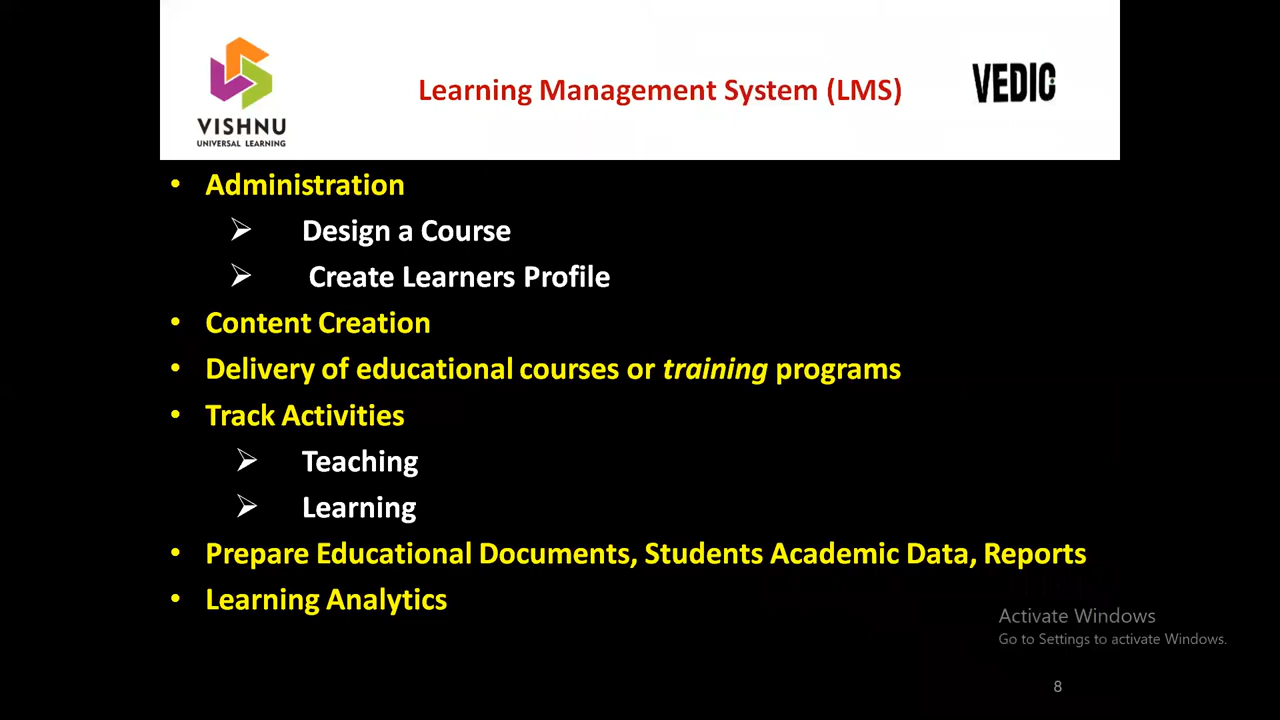 VISHNU
UNIVERSAL LEARNING
Learning Management System (LMS)
VEDIC
• Administration
➢ Design a Course
➢ Create Learners Profile
• Content Creation
• Delivery of educational courses or training programs
• Track Activities
➢ Teaching
➢ Learning
• Prepare Educational Documents, Students Academic Data, Reports
• Learning Analytics
Activate Windows
Go to Settings to activate Windows.
8